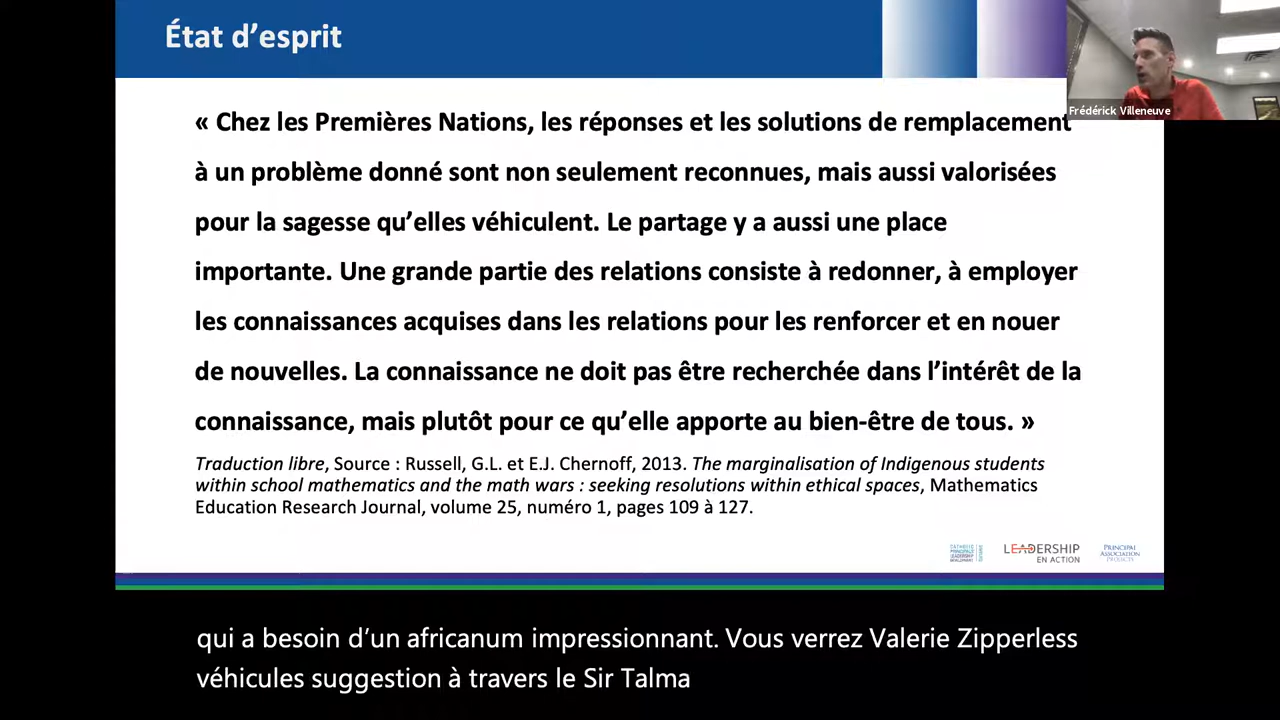 État d’esprit
Frédérick Villeneuve
« Chez les Premières Nations, les réponses et les solutions de remplacement
à un problème donné sont non seulement reconnues, mais aussi valorisées
pour la sagesse qu’elles véhiculent. Le partage y a aussi une place
importante. Une grande partie des relations consiste à redonner, à employer
les connaissances acquises dans les relations pour les renforcer et en nouer
de nouvelles. La connaissance ne doit pas être recherchée dans l’intérêt de la
connaissance, mais plutôt pour ce qu’elle apporte au bien-être de tous. »
Traduction libre, Source : Russell, G.L. et E.J. Chernoff, 2013. The marginalisation of Indigenous students
within school mathematics and the math wars : seeking resolutions within ethical spaces, Mathematics
Education Research Journal, volume 25, numéro 1, pages 109 à 127.
LEADERSHIP
EN ACTION
PRINCIPAL
ASSOCIATION
PROJECTS
qui a besoin d’un africanum impressionnant. Vous verrez Valerie Zipperless
véhicules suggestion à travers le Sir Talma